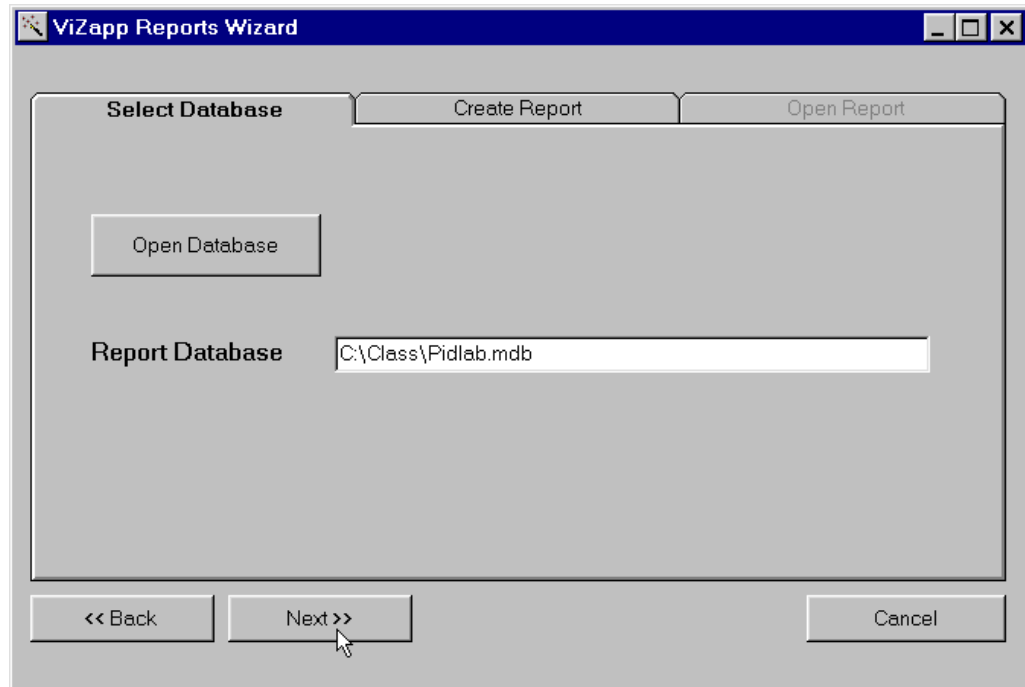 ViZapp Reports Wizard
Select Database Create Report Open Report
Open Database
Report Database C:\Class\Pidlab.mdb
<< Back Next >> Cancel